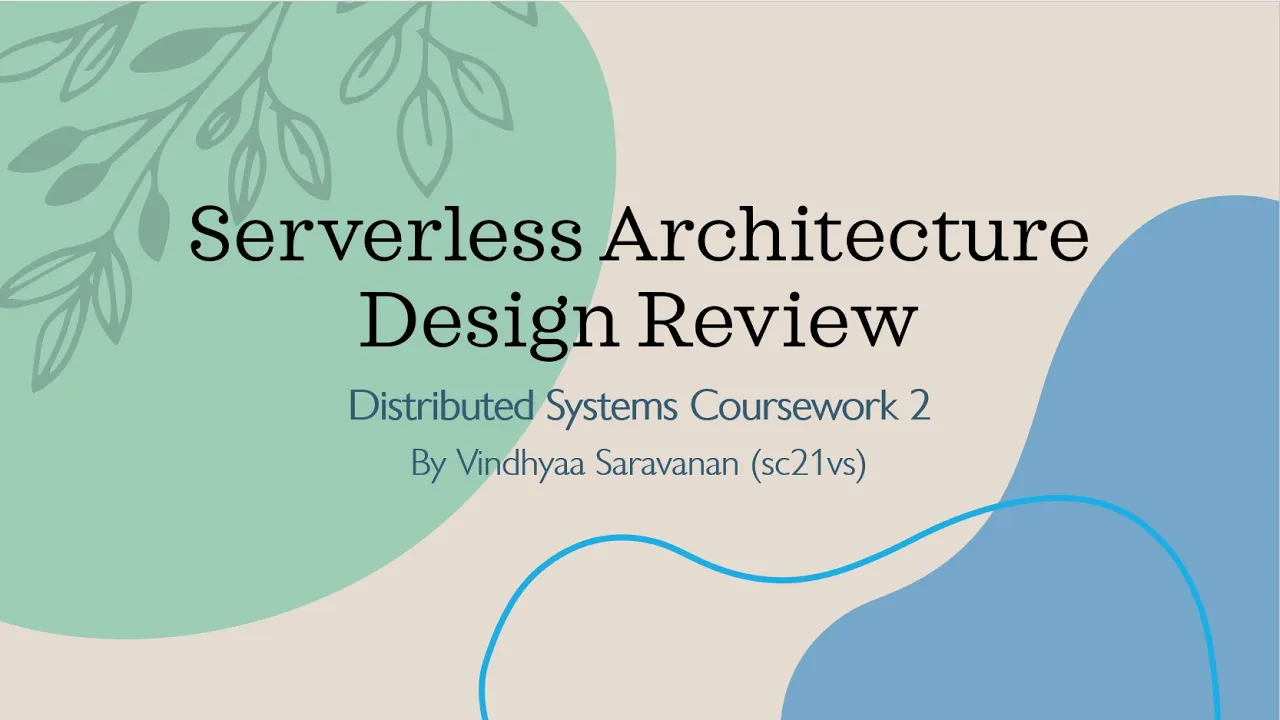 Serverless Architecture
Design Review
Distributed Systems Coursework 2
By Vindhyaa Saravanan (sc21vs)